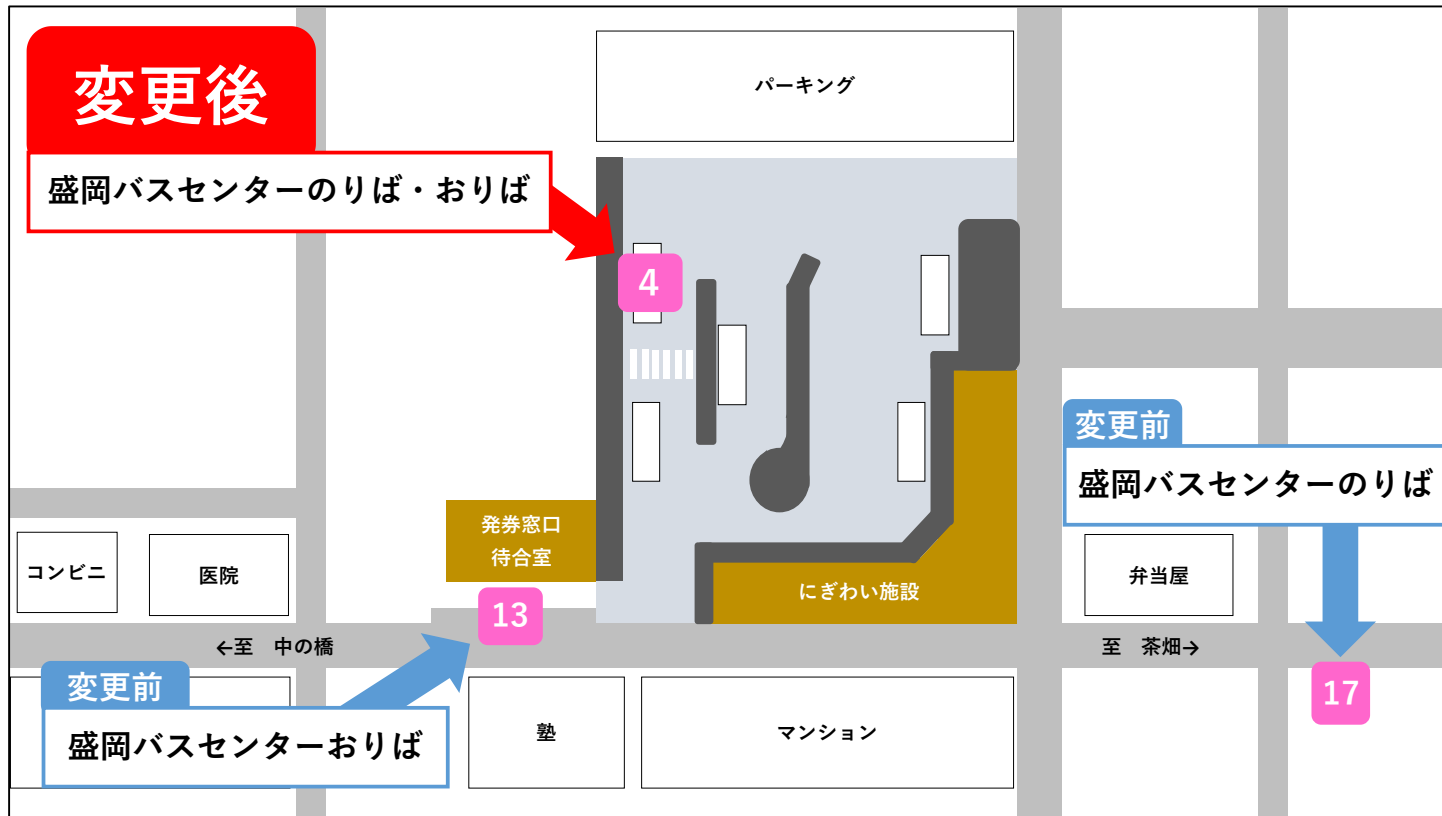 変更後
盛岡バスセンターのりば・おりば
パーキング
4
変更前
盛岡バスセンターのりば
発券窓口
待合室
コンビニ
医院
にぎわい施設
弁当屋
13
←至　中の橋
至　茶畑→
変更前
盛岡バスセンターおりば
塾
マンション
17